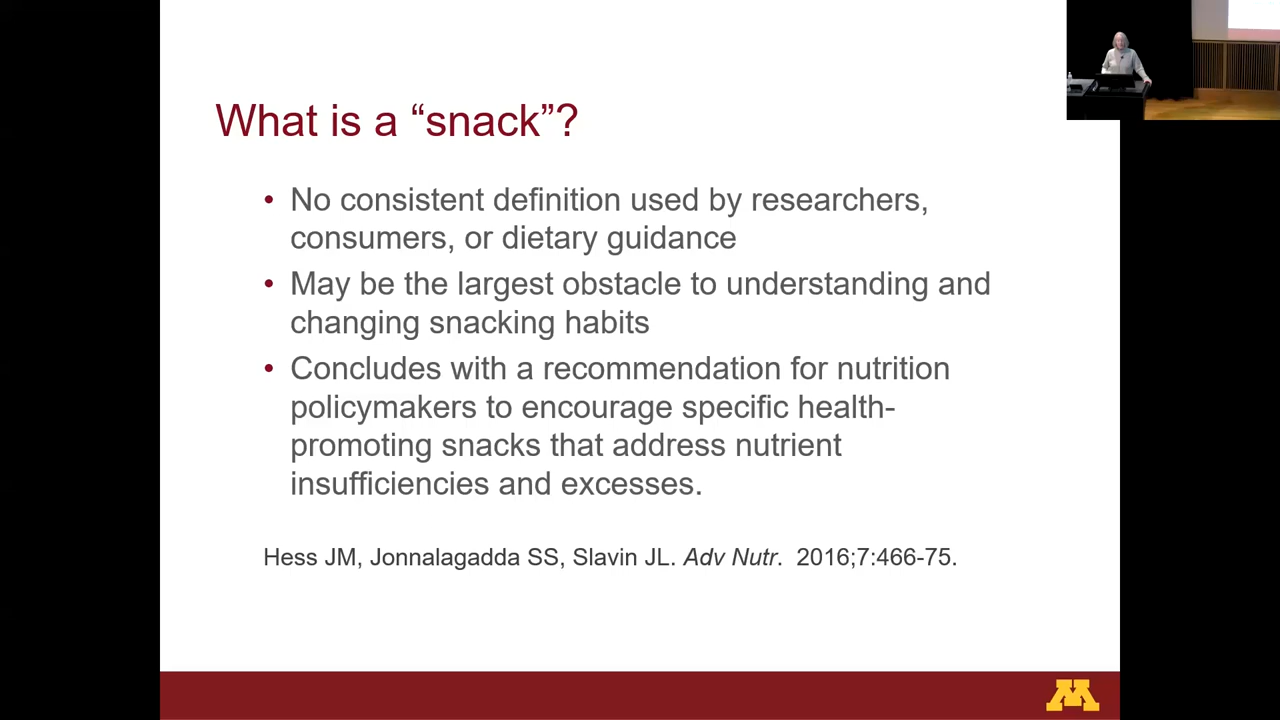 What is a “snack”?
• No consistent definition used by researchers,
consumers, or dietary guidance
• May be the largest obstacle to understanding and
changing snacking habits
• Concludes with a recommendation for nutrition
policymakers to encourage specific health-
promoting snacks that address nutrient
insufficiencies and excesses.
Hess JM, Jonnalagadda SS, Slavin JL. Adv Nutr.  2016;7:466-75.
M